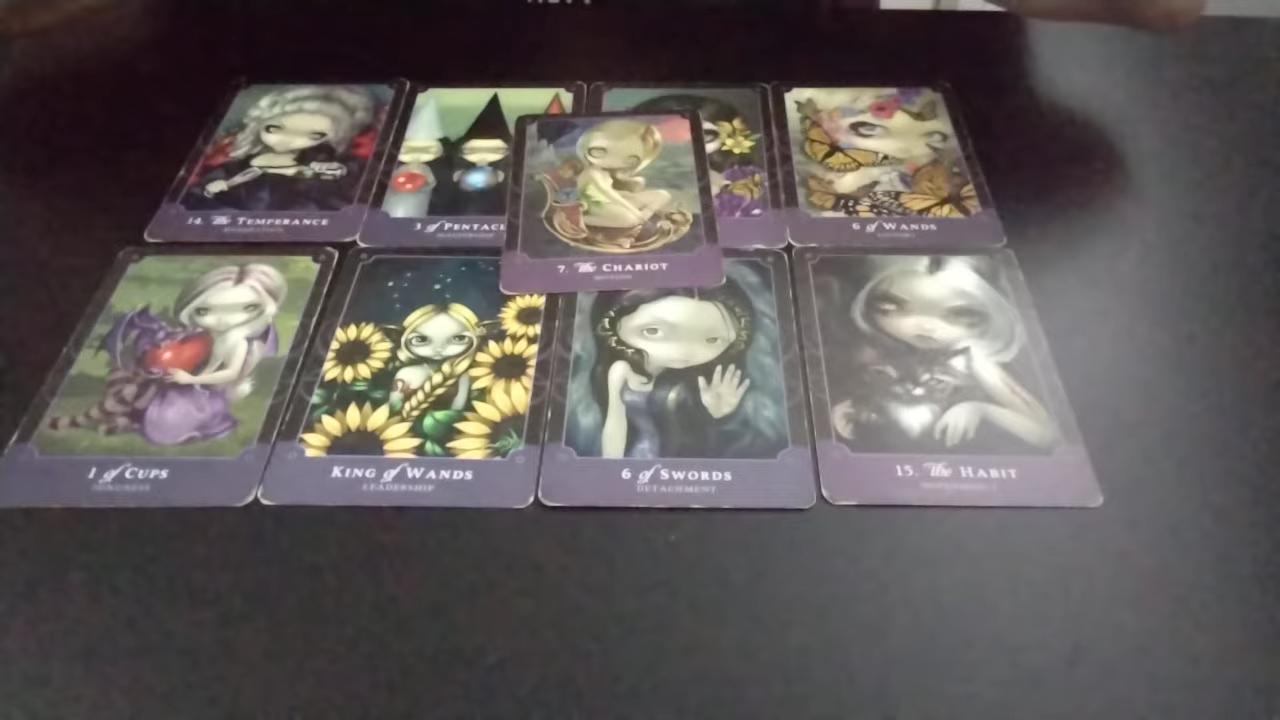 14. The Temperance
3 of Pentacl
6 of Wands
7. The Chariot
1 of Cups
King of Wands
Leadership
6 of Swords
Detachment
15. The Habit